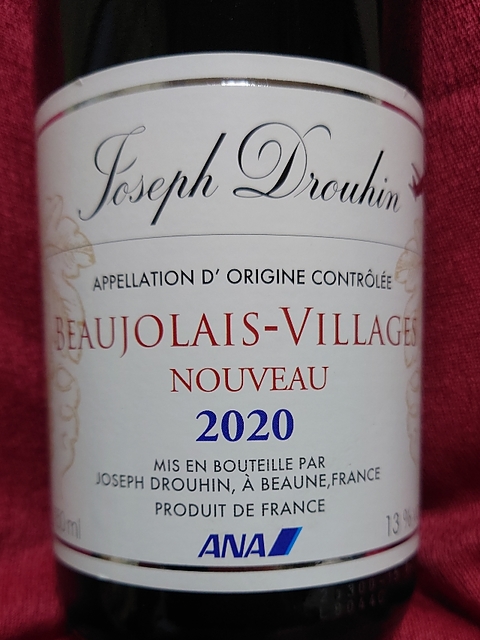 Joseph Drouhin
APPELLATION D' ORIGINE CONTRÔLÉE
BEAUJOLAIS-VILLAGES
NOUVEAU
2020
MIS EN BOUTEILLE PAR
JOSEPH DROUHIN, À BEAUNE,FRANCE
PRODUIT DE FRANCE
13 %
ANA